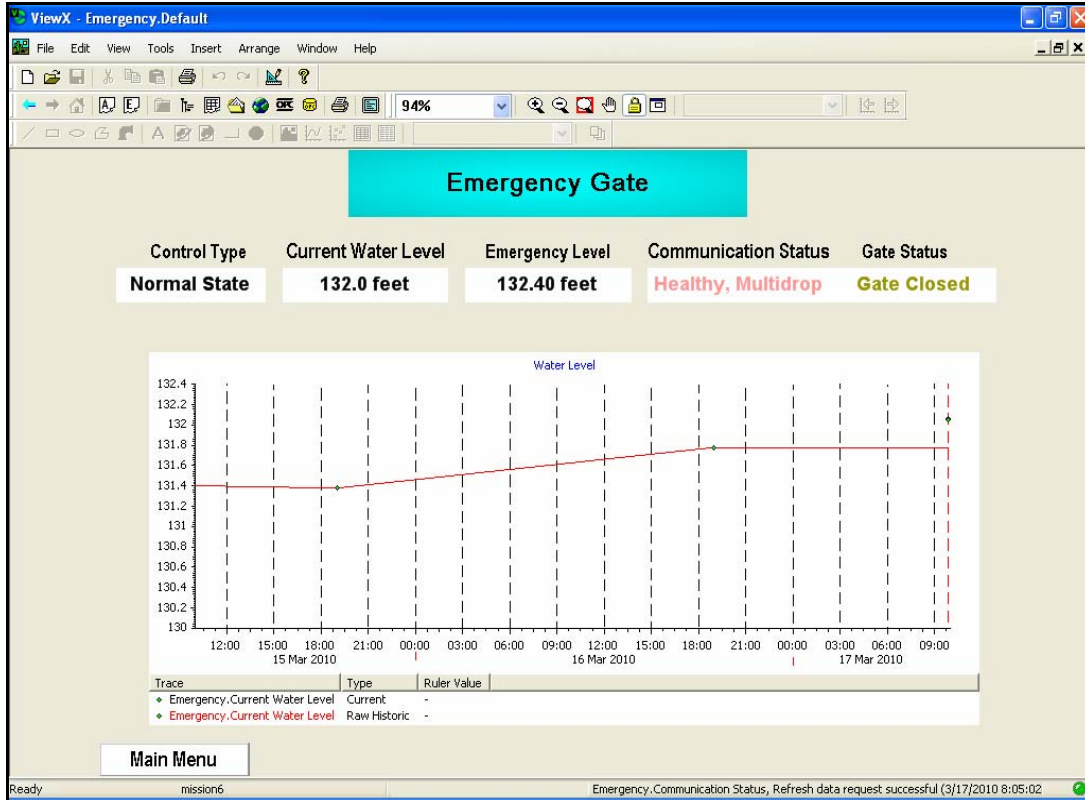 ViewX - Emergency.Default
File Edit View Tools Insert Arrange Window Help
94%
Emergency Gate
Control Type Current Water Level Emergency Level Communication Status Gate Status
Normal State 132.0 feet 132.40 feet Healthy, Multidrop Gate Closed
Water Level
132.4
132.2
132
131.8
131.6
131.4
131.2
131
130.8
130.6
130.4
130.2
130
12:00 15:00 18:00 21:00 00:00 03:00 06:00 09:00 12:00 15:00 18:00 21:00 00:00 03:00 06:00 09:00
15 Mar 2010 16 Mar 2010 17 Mar 2010
Trace Type Ruler Value
Emergency.Current Water Level Current -
Emergency.Current Water Level Raw Historic -
Main Menu
Ready mission6 Emergency.Communication Status, Refresh data request successful (3/17/2010 8:05:02